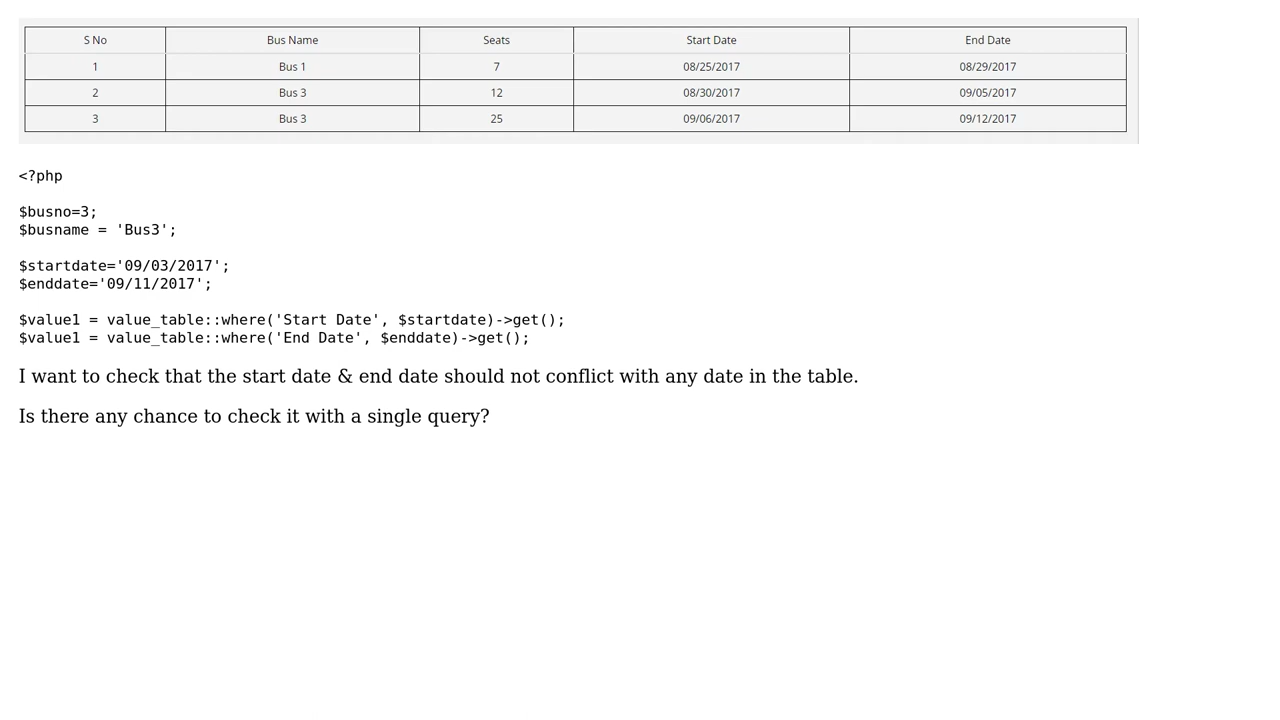 S No Bus Name Seats Start Date End Date
1 Bus 1 7 08/25/2017 08/29/2017
2 Bus 3 12 08/30/2017 09/05/2017
3 Bus 3 25 09/06/2017 09/12/2017
<?php
$busno=3;
$busname = 'Bus3';
$startdate='09/03/2017';
$enddate='09/11/2017';
$value1 = value_table::where('Start Date', $startdate)->get();
$value1 = value_table::where('End Date', $enddate)->get();
I want to check that the start date & end date should not conflict with any date in the table.
Is there any chance to check it with a single query?